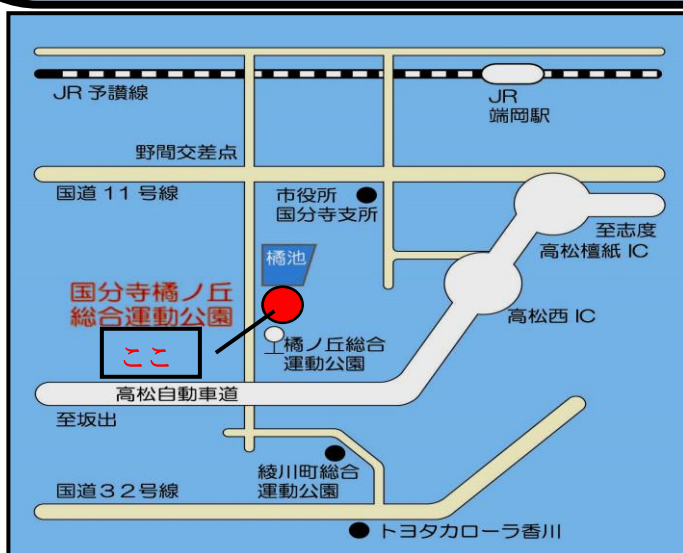 JR 予讃線
JR
端岡駅
野間交差点
国道 11 号線
市役所
国分寺支所
至志度
高松檀紙 IC
橘池
国分寺橘ノ丘
総合運動公園
高松西 IC
ここ
橘ノ丘総合
運動公園
高松自動車道
至坂出
綾川町総合
運動公園
国道32号線
トヨタカローラ香川